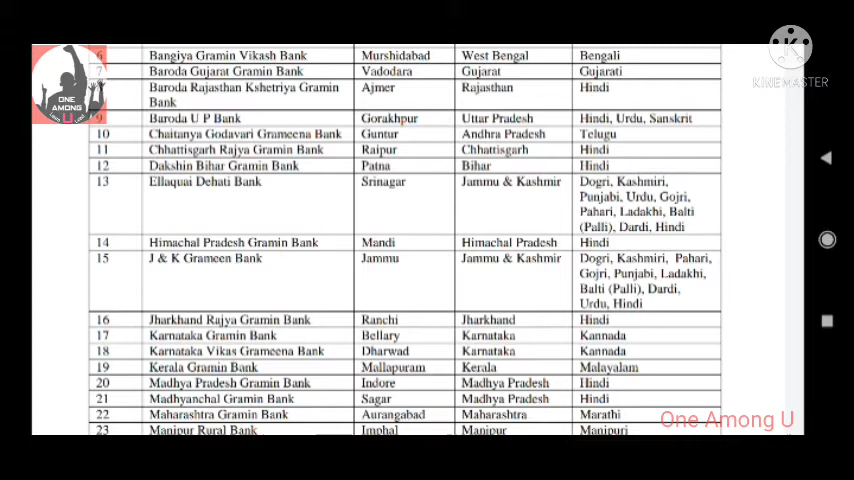 6 Bangiya Gramin Vikash Bank Murshidabad West Bengal Bengali
7 Baroda Gujarat Gramin Bank Vadodara Gujarat Gujarati
8 Baroda Rajasthan Kshetriya Gramin Ajmer Rajasthan Hindi
Bank
9 Baroda U P Bank Gorakhpur Uttar Pradesh Hindi, Urdu, Sanskrit
10 Chaitanya Godavari Grameena Bank Guntur Andhra Pradesh Telugu
11 Chhattisgarh Rajya Gramin Bank Raipur Chhattisgarh Hindi
12 Dakshin Bihar Gramin Bank Patna Bihar Hindi
13 Ellaquai Dehati Bank Srinagar Jammu & Kashmir Dogri, Kashmiri,
Punjabi, Urdu, Gojri,
Pahari, Ladakhi, Balti
(Palli), Dardi, Hindi
14 Himachal Pradesh Gramin Bank Mandi Himachal Pradesh Hindi
15 J & K Grameen Bank Jammu Jammu & Kashmir Dogri, Kashmiri, Pahari,
Gojri, Punjabi, Ladakhi,
Balti (Palli), Dardi,
Urdu, Hindi
16 Jharkhand Rajya Gramin Bank Ranchi Jharkhand Hindi
17 Karnataka Gramin Bank Bellary Karnataka Kannada
18 Karnataka Vikas Grameena Bank Dharwad Karnataka Kannada
19 Kerala Gramin Bank Mallapuram Kerala Malayalam
20 Madhya Pradesh Gramin Bank Indore Madhya Pradesh Hindi
21 Madhyanchal Gramin Bank Sagar Madhya Pradesh Hindi
22 Maharashtra Gramin Bank Aurangabad Maharashtra Marathi
23 Manipur Rural Bank Imphal Manipur Manipuri
ONE
AMONG
U
KINEMASTER
One Among U